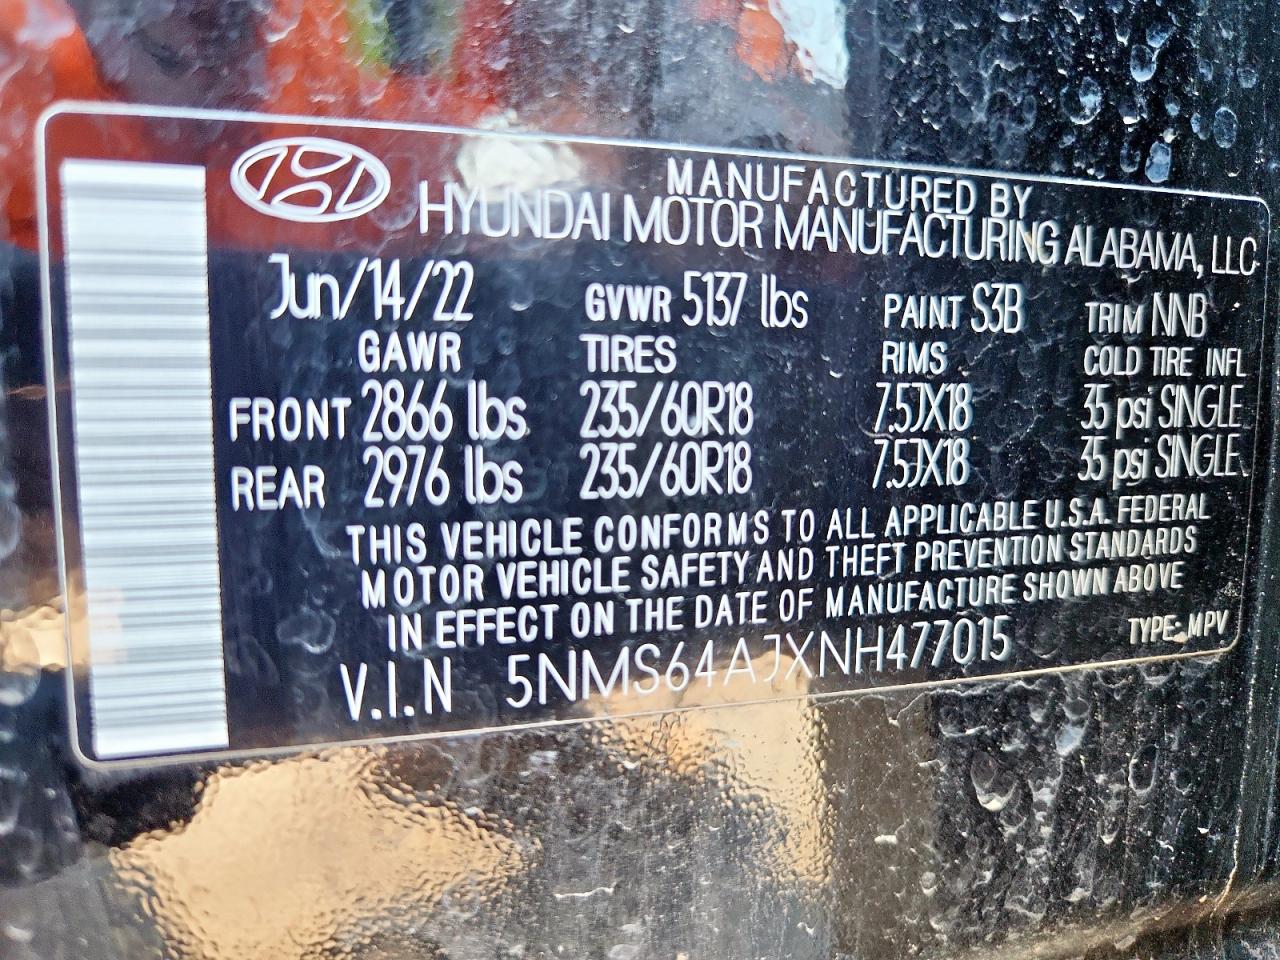 MANUFACTURED BY
HYUNDAI MOTOR MANUFACTURING ALABAMA, LLC
Jun/14/22 GVWR 5137 lbs PAINT S3B TRIM NNB
GAWR TIRES RIMS COLD TIRE INFL
FRONT 2866 lbs 235/60R18 7.5JX18 35 psi SINGLE
REAR 2976 lbs 235/60R18 7.5JX18 35 psi SINGLE
THIS VEHICLE CONFORMS TO ALL APPLICABLE U.S.A. FEDERAL
MOTOR VEHICLE SAFETY AND THEFT PREVENTION STANDARDS
IN EFFECT ON THE DATE OF MANUFACTURE SHOWN ABOVE
V.I.N 5NMS64AJXNH477015 TYPE: MPV